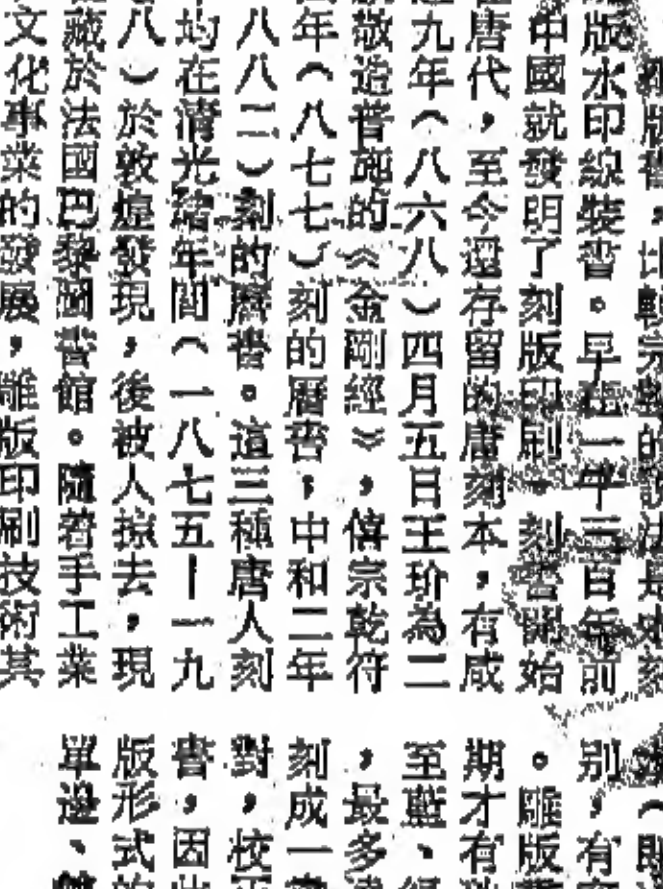 雕版書，比較完整的說法是木刻
版水印線裝書。早在一千三百年前
中國就發明了刻版印刷。刻書開始
唐代，至今還存留的唐刻本，有咸
九年（八六八）四月五日王玠為二
敬造普施的《金剛經》，僖宗乾符
年（八七七）刻的曆書；中和二年
八八二）刻的曆書。這三種唐人刻
均在清光緒年間（一八七五—一九
八）於敦煌發現，後被人掠去，現
藏於法國巴黎圖書館。隨着手工業
文化事業的發展，雕版印刷技術其
別，有
。雕版
期才有
至藍、
，最多
刻成一
對，校
書，因
版形式
單邊、